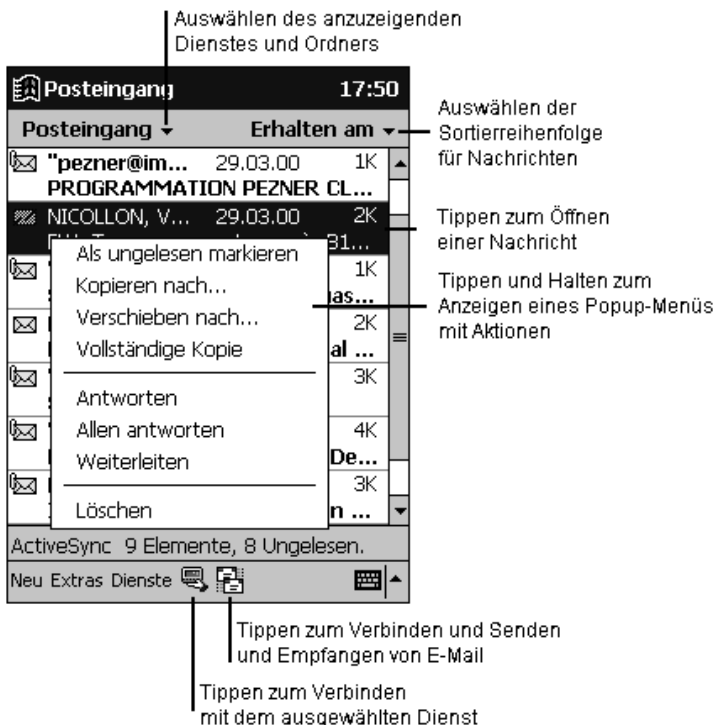 Auswählen des anzuzeigenden
Dienstes und Ordners
Posteingang 17:50
Posteingang Erhalten am
Auswählen der
Sortierreihenfolge
für Nachrichten
"pezner@im... 29.03.00 1K
PROGRAMMATION PEZNER CL...
NICOLLON, V... 29.03.00 2K
B1...
Tippen zum Öffnen
einer Nachricht
Als ungelesen markieren
1K
Kopieren nach...
as...
Verschieben nach...
2K
Vollständige Kopie
al ...
Tippen und Halten zum
Anzeigen eines Popup-Menüs
mit Aktionen
3K
Antworten
Allen antworten
4K
Weiterleiten
De...
3K
Löschen
n ...
ActiveSync 9 Elemente, 8 Ungelesen.
Neu Extras Dienste
Tippen zum Verbinden und Senden
und Empfangen von E-Mail
Tippen zum Verbinden
mit dem ausgewählten Dienst